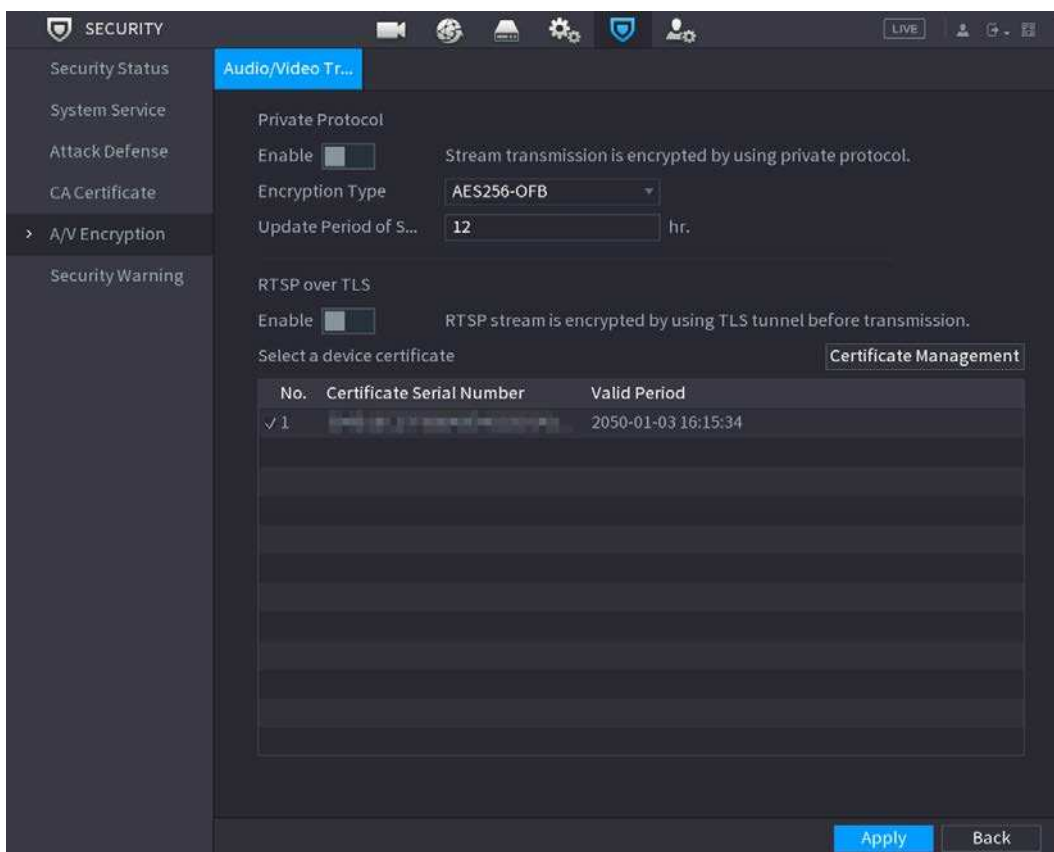 SECURITY LIVE
Security Status
System Service
Attack Defense
CA Certificate
> A/V Encryption
Security Warning
Audio/Video Tr...
Private Protocol
Enable Stream transmission is encrypted by using private protocol.
Encryption Type AES256-OFB
Update Period of S... 12 hr.
RTSP over TLS
Enable RTSP stream is encrypted by using TLS tunnel before transmission.
Select a device certificate Certificate Management
No. Certificate Serial Number Valid Period
✓ 1 2050-01-03 16:15:34
Apply Back